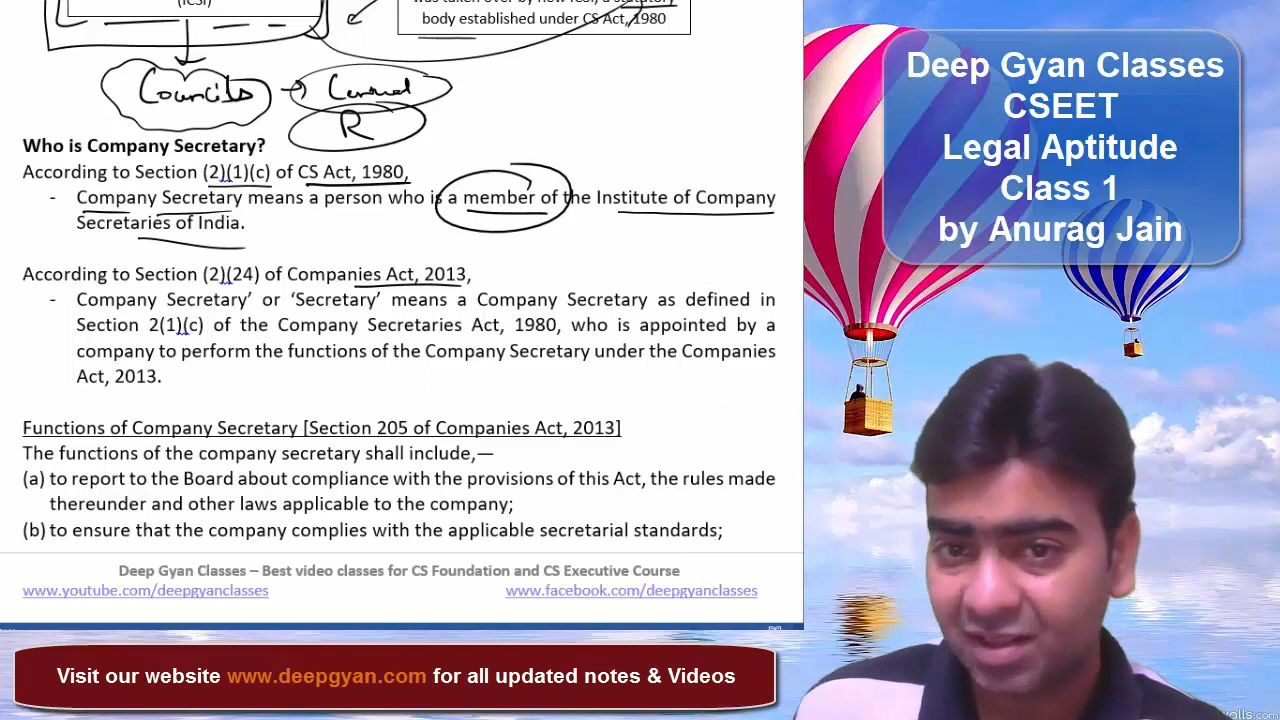 (ICSI)
body established under CS Act, 1980
Councils → Central
R
Who is Company Secretary?
According to Section (2)(1)(c) of CS Act, 1980,
- Company Secretary means a person who is a member of the Institute of Company
Secretaries of India.
According to Section (2)(24) of Companies Act, 2013,
- Company Secretary’ or ‘Secretary’ means a Company Secretary as defined in
Section 2(1)(c) of the Company Secretaries Act, 1980, who is appointed by a
company to perform the functions of the Company Secretary under the Companies
Act, 2013.
Functions of Company Secretary [Section 205 of Companies Act, 2013]
The functions of the company secretary shall include,—
(a) to report to the Board about compliance with the provisions of this Act, the rules made
thereunder and other laws applicable to the company;
(b) to ensure that the company complies with the applicable secretarial standards;
Deep Gyan Classes – Best video classes for CS Foundation and CS Executive Course
www.youtube.com/deepgyanclasses www.facebook.com/deepgyanclasses
Visit our website www.deepgyan.com for all updated notes & Videos
Deep Gyan Classes
CSEET
Legal Aptitude
Class 1
by Anurag Jain